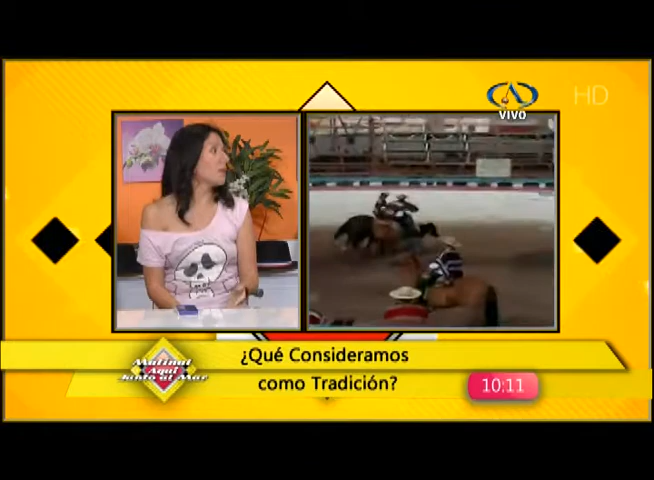 HD
VIVO
¿Qué Consideramos
como Tradición?
Matinal
Aquí
Junto al Mar
10:11